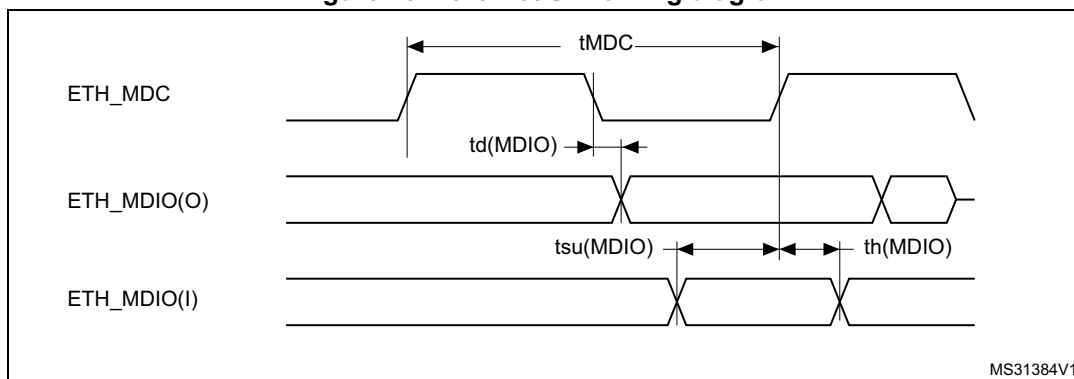 tMDC
ETH_MDC
td(MDIO)
ETH_MDIO(O)
tsu(MDIO)
th(MDIO)
ETH_MDIO(I)
MS31384V1